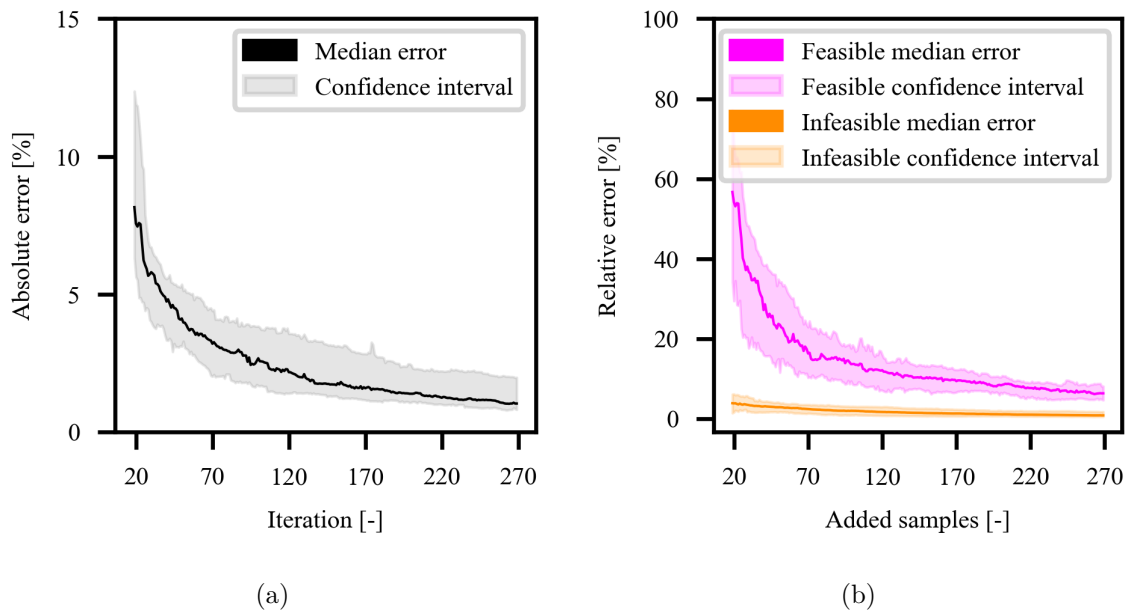 15
10
5
0
Absolute error [%]
Median error
Confidence interval
20 70 120 170 220 270
Iteration [-]
(a)
100
80
60
40
20
0
Relative error [%]
Feasible median error
Feasible confidence interval
Infeasible median error
Infeasible confidence interval
20 70 120 170 220 270
Added samples [-]
(b)